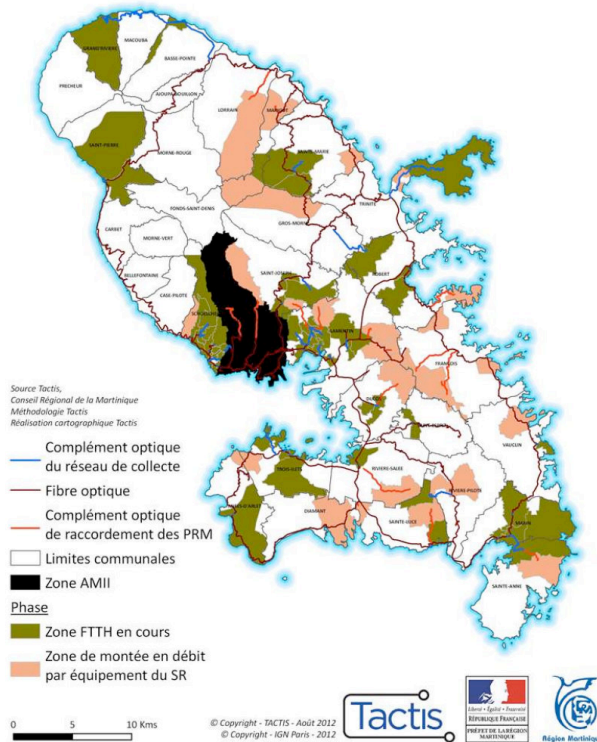 MACOUBA
GRAND'RIVIERE
BASSE-POINTE
PRECHEUR
AJOUPA-BOUILLON
LORRAIN
MARIGOT
SAINT-PIERRE
MORNE-ROUGE
SAINTE-MARIE
TRINITE
FONDS-SAINT-DENIS
GROS-MORNE
CARBET
MORNE-VERT
SAINT-JOSEPH
ROBERT
BELLEFONTAINE
CASE-PILOTE
SCHOELCHER
LAMENTIN
FRANCOIS
DUCOS
SAINT-ESPRIT
VAUCLIN
TROIS-ILETS
RIVIERE-SALEE
RIVIERE-PILOTE
DIAMANT
SAINTE-LUCE
MARIN
SAINTE-ANNE
Source Tactis,
Conseil Régional de la Martinique
Méthodologie Tactis
Réalisation cartographique Tactis
Complément optique
du réseau de collecte
Fibre optique
Complément optique
de raccordement des PRM
Limites communales
Zone AMII
Phase
Zone FTTH en cours
Zone de montée en débit
par équipement du SR
0 5 10 Kms
© Copyright - TACTIS - Août 2012
© Copyright - IGN Paris - 2012
Tactis
Liberté • Égalité • Fraternité
RÉPUBLIQUE FRANÇAISE
PRÉFET DE LA RÉGION
MARTINIQUE
Région Martinique